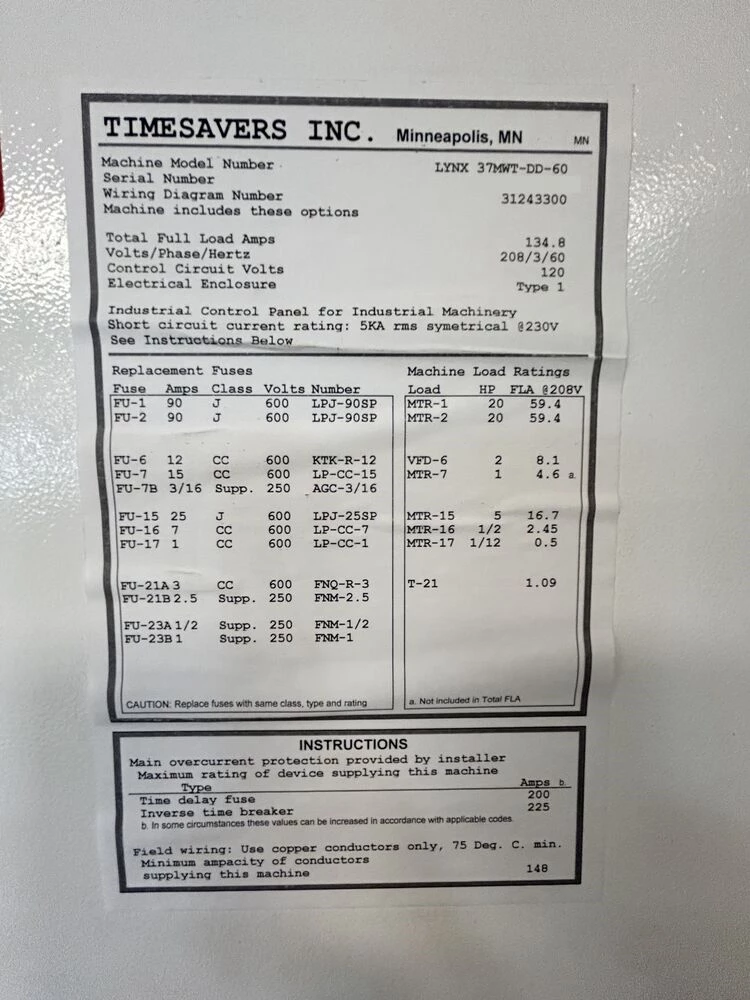 TIMESAVERS INC. Minneapolis, MN MN
Machine Model Number LYNX 37MWT-DD-60
Serial Number
Wiring Diagram Number 31243300
Machine includes these options
Total Full Load Amps 134.8
Volts/Phase/Hertz 208/3/60
Control Circuit Volts 120
Electrical Enclosure Type 1
Industrial Control Panel for Industrial Machinery
Short circuit current rating: 5KA rms symetrical @230V
See Instructions Below
Replacement Fuses
Fuse Amps Class Volts Number
FU-1 90 J 600 LPJ-90SP
FU-2 90 J 600 LPJ-90SP
FU-6 12 CC 600 KTK-R-12
FU-7 15 CC 600 LP-CC-15
FU-7B 3/16 Supp. 250 AGC-3/16
FU-15 25 J 600 LPJ-25SP
FU-16 7 CC 600 LP-CC-7
FU-17 1 CC 600 LP-CC-1
FU-21A 3 CC 600 FNQ-R-3
FU-21B 2.5 Supp. 250 FNM-2.5
FU-23A 1/2 Supp. 250 FNM-1/2
FU-23B 1 Supp. 250 FNM-1
CAUTION: Replace fuses with same class, type and rating
Machine Load Ratings
Load HP FLA @208V
MTR-1 20 59.4
MTR-2 20 59.4
VFD-6 2 8.1
MTR-7 1 4.6 a.
MTR-15 5 16.7
MTR-16 1/2 2.45
MTR-17 1/12 0.5
T-21 1.09
a. Not included in Total FLA
INSTRUCTIONS
Main overcurrent protection provided by installer
Maximum rating of device supplying this machine
Type Amps b.
Time delay fuse 200
Inverse time breaker 225
b. In some circumstances these values can be increased in accordance with applicable codes.
Field wiring: Use copper conductors only, 75 Deg. C. min.
Minimum ampacity of conductors
supplying this machine 148